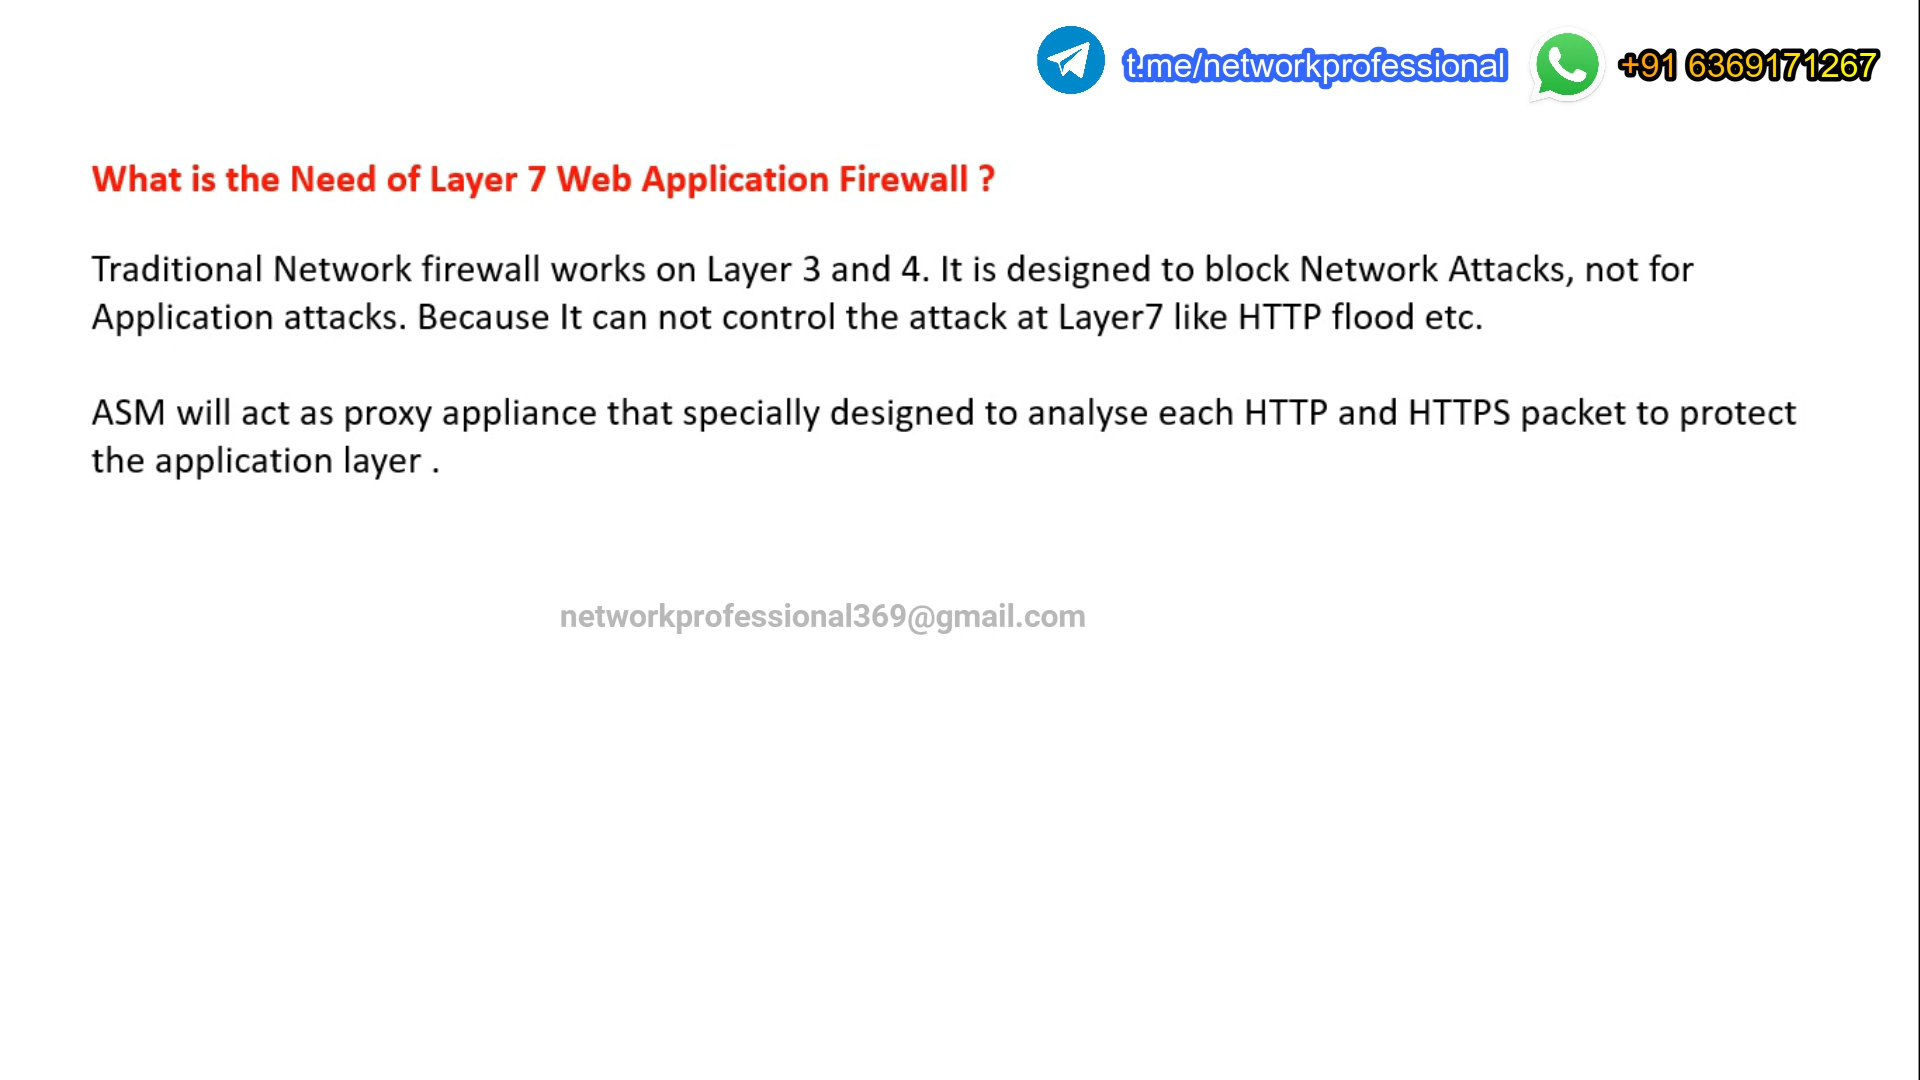 t.me/networkprofessional +91 6369171267
What is the Need of Layer 7 Web Application Firewall ?
Traditional Network firewall works on Layer 3 and 4. It is designed to block Network Attacks, not for
Application attacks. Because It can not control the attack at Layer7 like HTTP flood etc.
ASM will act as proxy appliance that specially designed to analyse each HTTP and HTTPS packet to protect
the application layer .
networkprofessional369@gmail.com